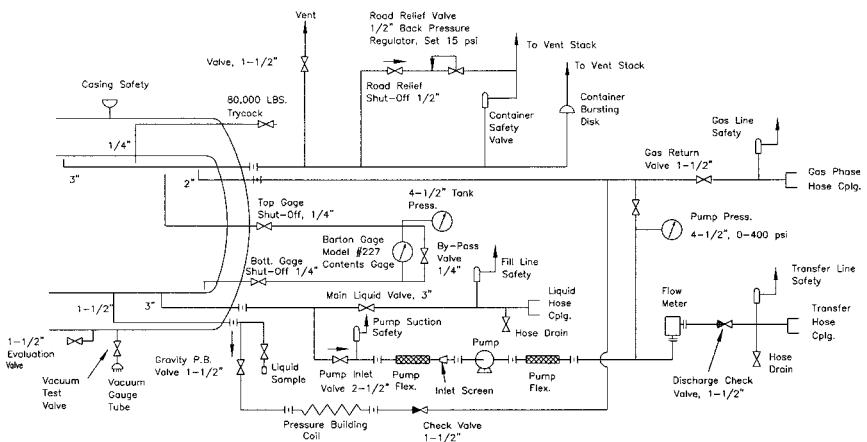 Vent
Valve, 1-1/2"
Road Relief Valve
1/2" Back Pressure
Regulator, Set 15 psi
To Vent Stack
To Vent Stack
Casing Safety
80,000 LBS.
Trycock
1/4"
Road Relief
Shut-Off 1/2"
Container
Safety
Valve
Container
Bursting
Disk
Gas Line
Safety
Gas Return
Valve 1-1/2"
Gas Phase
Hose Cplg.
3"
2"
Top Gage
Shut-Off, 1/4"
4-1/2" Tank
Press.
Barton Gage
Model #227
Contents Gage
By-Pass
Valve
1/4"
Pump Press.
4-1/2", 0-400 psi
Bott. Gage
Shut-Off 1/4"
Fill Line
Safety
Transfer Line
Safety
1-1/2"
3"
Main Liquid Valve, 3"
Liquid
Hose
Cplg.
Flow
Meter
Transfer
Hose
Cplg.
Pump Suction
Safety
Hose Drain
Pump
1-1/2"
Evaluation
Valve
Gravity P.B.
Valve 1-1/2"
Liquid
Sample
Pump Inlet
Valve 2-1/2"
Pump
Flex.
Inlet Screen
Pump
Flex.
Hose
Drain
Discharge Check
Valve, 1-1/2"
Vacuum
Test
Valve
Vacuum
Gauge
Tube
Pressure Building
Coil
Check Valve
1-1/2"